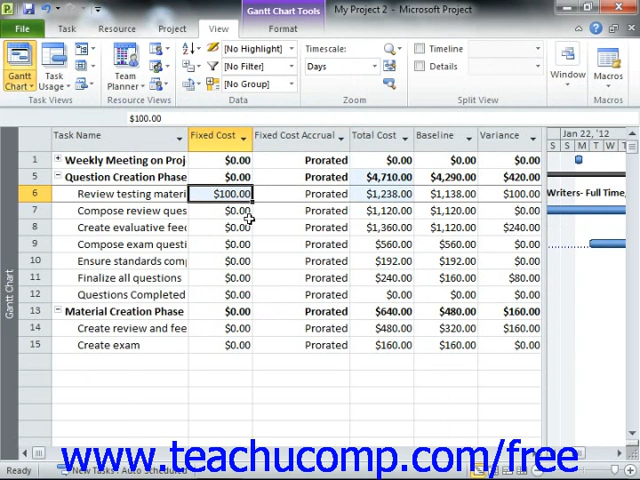 Gantt Chart Tools My Project 2 - Microsoft Project
File Task Resource Project View Format
Gantt Chart Task Usage Team Planner [No Highlight] [No Filter] [No Group] Timescale: Days Timeline Details Window Macros
Task Views Resource Views Data Zoom Split View Macros
$100.00
Task Name Fixed Cost Fixed Cost Accrual Total Cost Baseline Variance Jan 22, '12
S S M T W T F
1 Weekly Meeting on Proj $0.00 Prorated $0.00 $0.00 $0.00
5 Question Creation Phase $0.00 Prorated $4,710.00 $4,290.00 $420.00
6 Review testing materi $100.00 Prorated $1,238.00 $1,138.00 $100.00 Writers- Full Time,
7 Compose review ques $0.00 Prorated $1,120.00 $1,120.00 $0.00
8 Create evaluative feed $0.00 Prorated $1,360.00 $1,120.00 $240.00
9 Compose exam questi $0.00 Prorated $560.00 $560.00 $0.00
10 Ensure standards comp $0.00 Prorated $192.00 $192.00 $0.00
11 Finalize all questions $0.00 Prorated $240.00 $160.00 $80.00
12 Questions Completed $0.00 Prorated $0.00 $0.00 $0.00
13 Material Creation Phase $0.00 Prorated $640.00 $480.00 $160.00
14 Create review and fee $0.00 Prorated $480.00 $320.00 $160.00
15 Create exam $0.00 Prorated $160.00 $160.00 $0.00
Gantt Chart
www.teachucomp.com/free
Ready New Tasks : Auto Scheduled